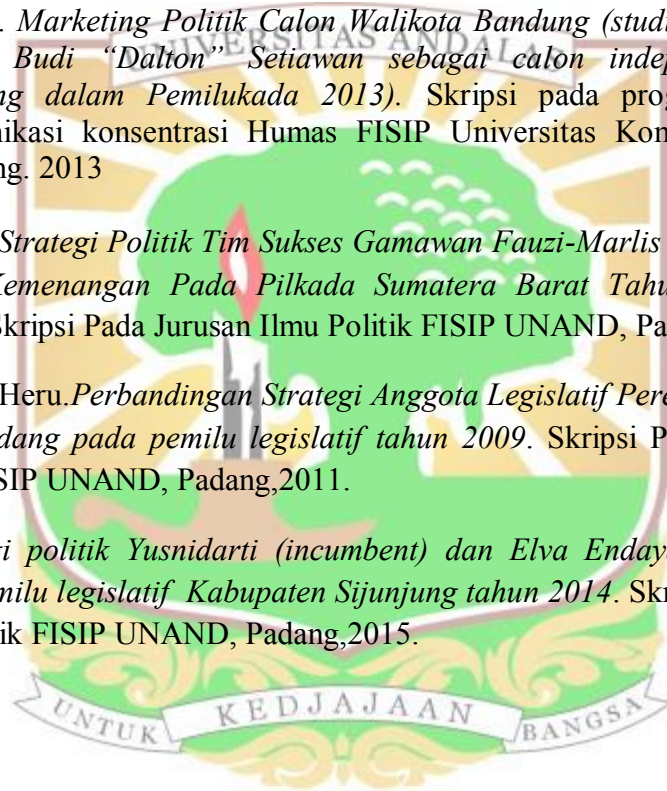 . Marketing Politik Calon Walikota Bandung (studi
UNIVERSITAS ANDALAS
Budi “Dalton” Setiawan sebagai calon indep
ng dalam Pemilukada 2013). Skripsi pada prog
nikasi konsentrasi Humas FISIP Universitas Kon
ng. 2013
Strategi Politik Tim Sukses Gamawan Fauzi-Marlis
Kemenangan Pada Pilkada Sumatera Barat Tahu
Skripsi Pada Jurusan Ilmu Politik FISIP UNAND, Pa
Heru.Perbandingan Strategi Anggota Legislatif Pere
dang pada pemilu legislatif tahun 2009. Skripsi P
SIP UNAND, Padang,2011.
i politik Yusnidarti (incumbent) dan Elva Enday
milu legislatif Kabupaten Sijunjung tahun 2014. Skr
ik FISIP UNAND, Padang,2015.
UNTUK KEDJAJAAN BANGSA